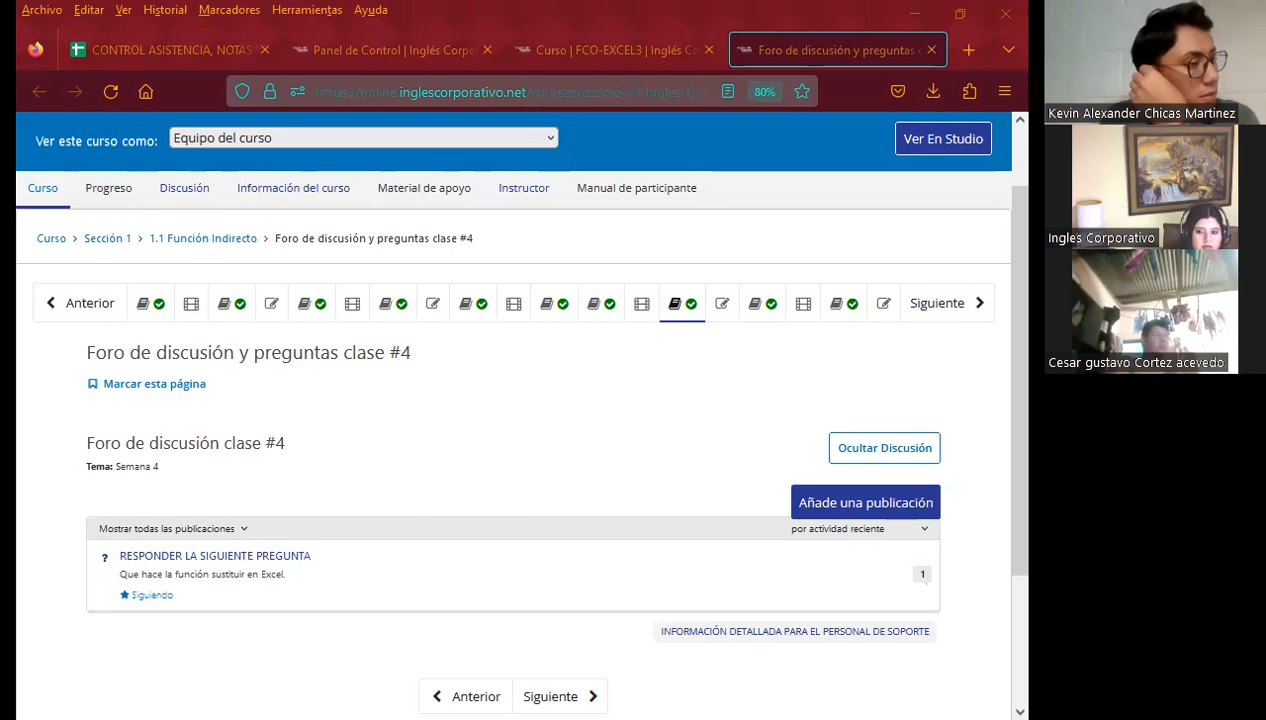 Archivo Editar Ver Historial Marcadores Herramientas Ayuda
CONTROL ASISTENCIA, NOTAS
Panel de Control | Inglés Corpo
Curso | FCO-EXCEL3 | Inglés Co
Foro de discusión y preguntas
inglescorporativo.net
80%
Ver este curso como: Equipo del curso
Ver En Studio
Curso Progreso Discusión Información del curso Material de apoyo Instructor Manual de participante
Curso > Sección 1 > 1.1 Función Indirecto > Foro de discusión y preguntas clase #4
Anterior
Siguiente
Foro de discusión y preguntas clase #4
Marcar esta página
Foro de discusión clase #4
Ocultar Discusión
Tema: Semana 4
Añade una publicación
Mostrar todas las publicaciones
por actividad reciente
? RESPONDER LA SIGUIENTE PREGUNTA
Que hace la función sustituir en Excel.
1
Siguiendo
INFORMACIÓN DETALLADA PARA EL PERSONAL DE SOPORTE
Anterior Siguiente
Kevin Alexander Chicas Martinez
Ingles Corporativo
Cesar gustavo Cortez acevedo